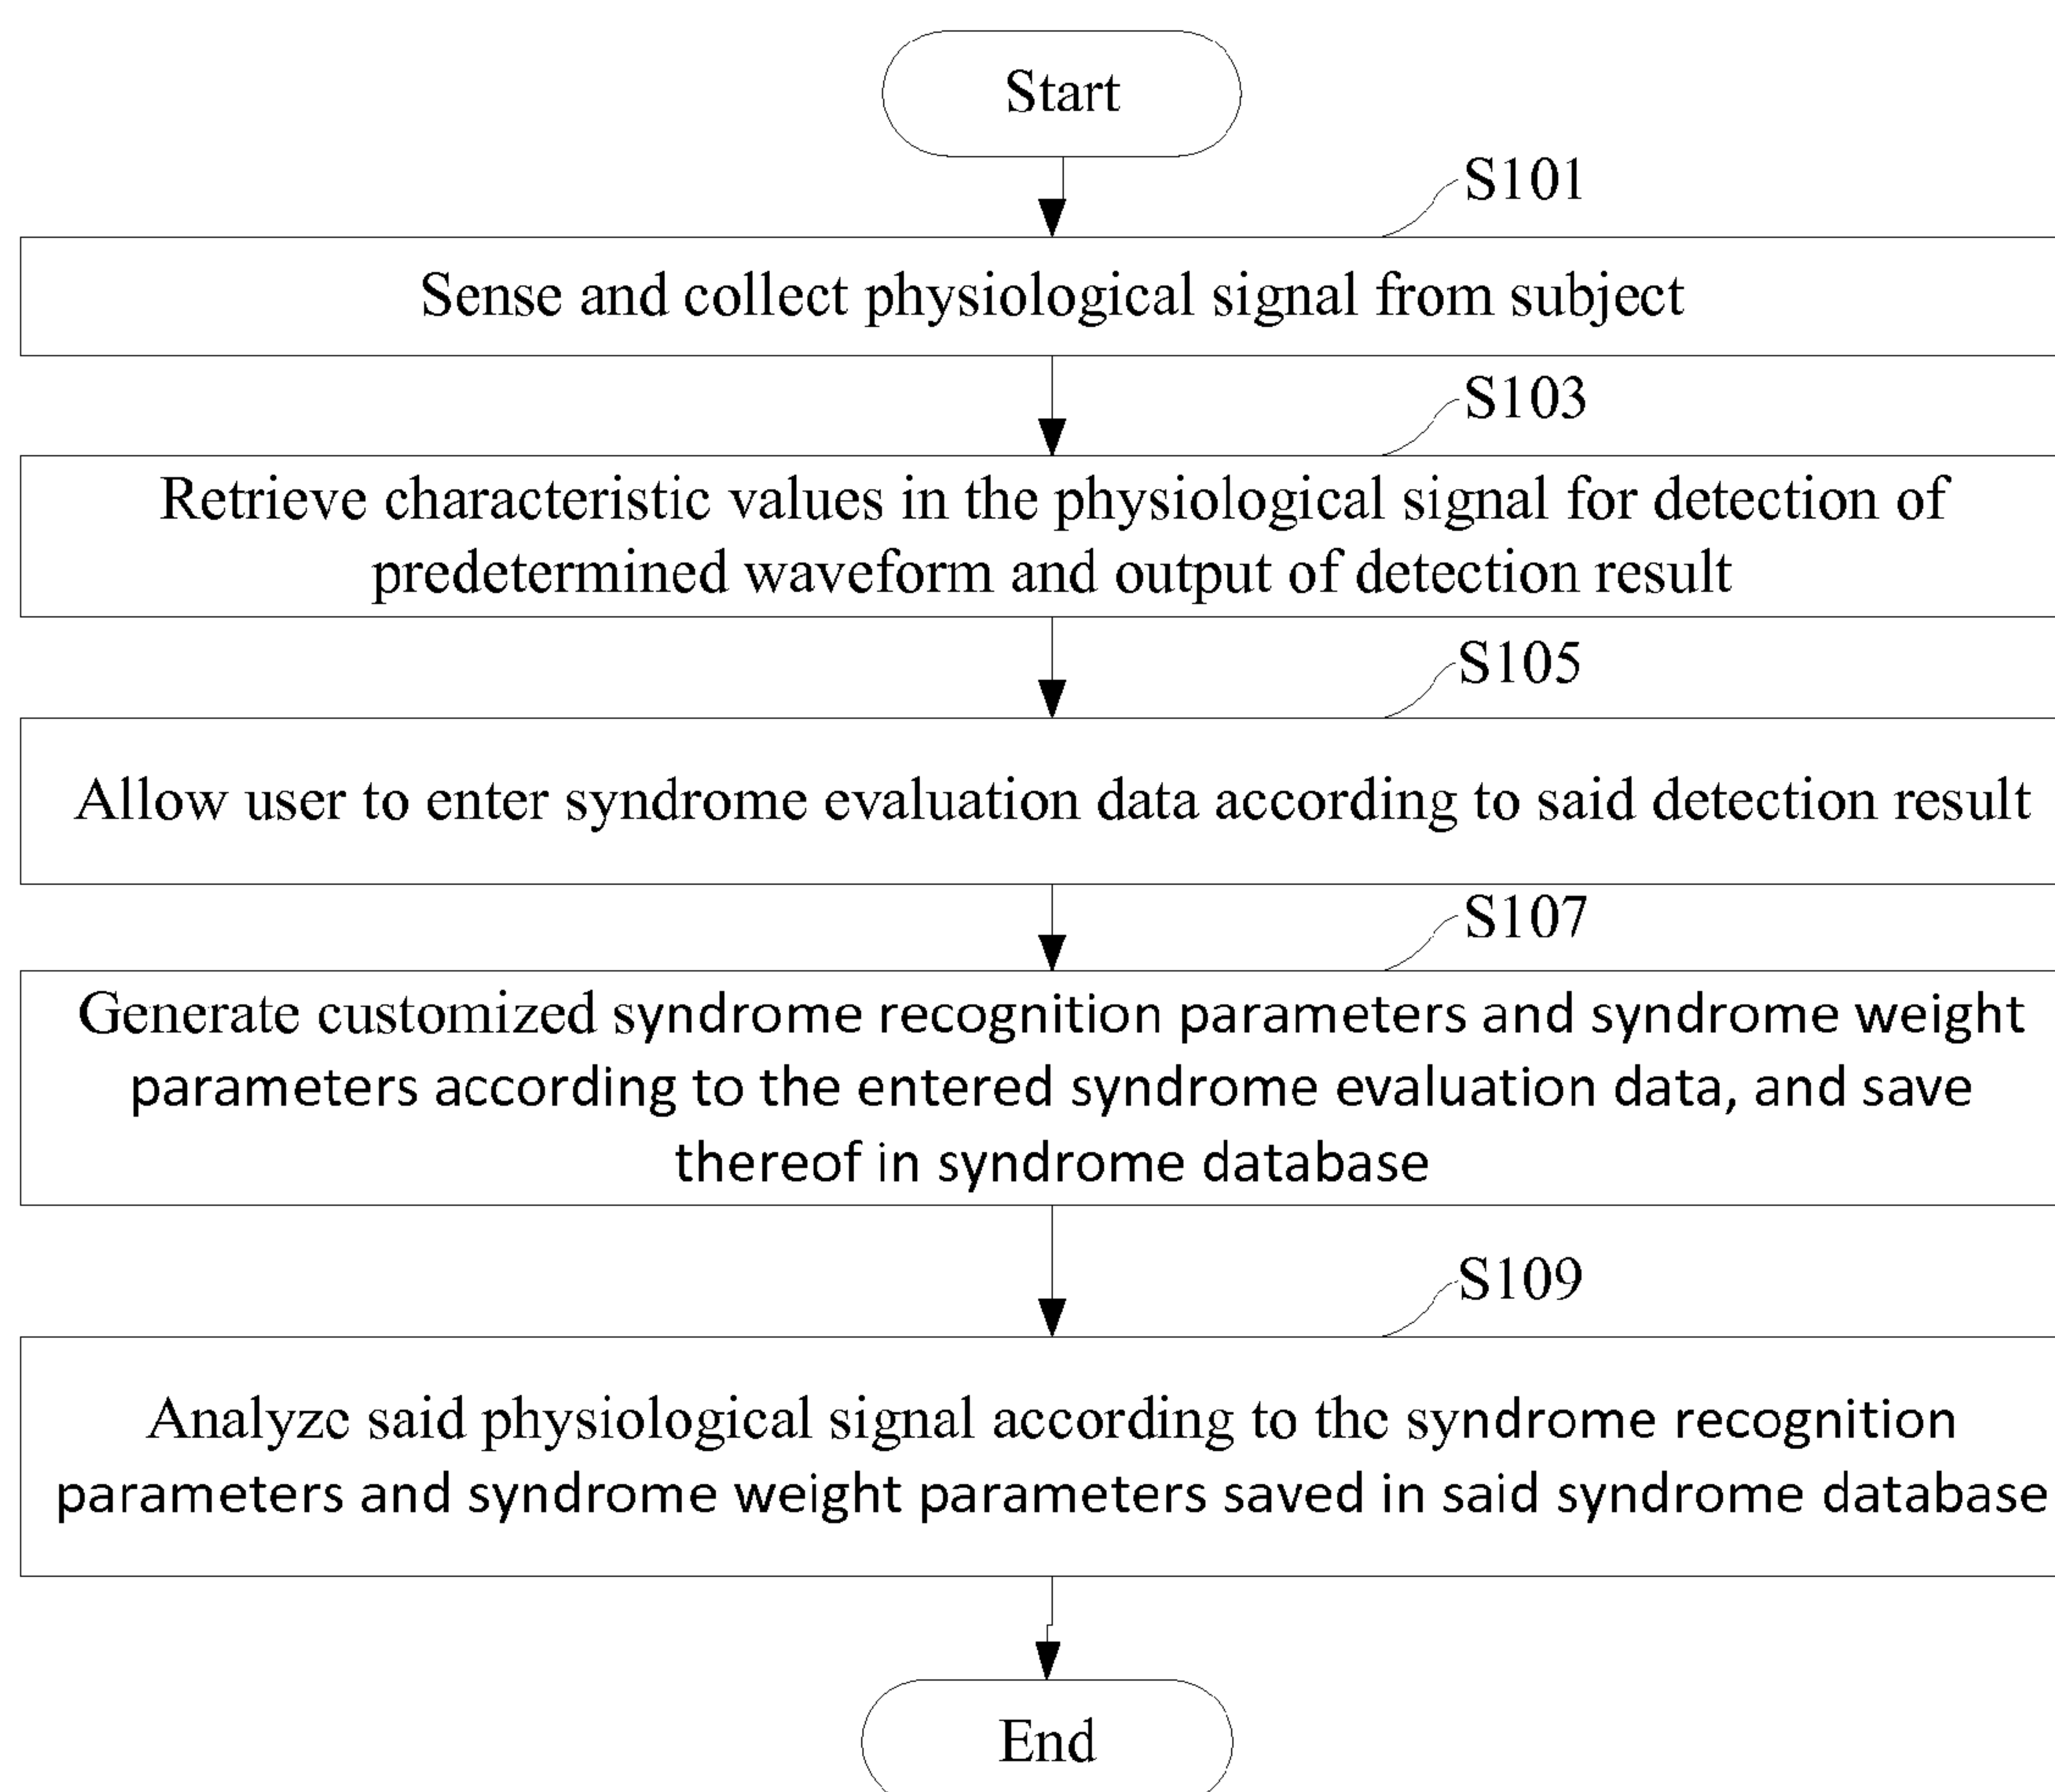 Start
S101
Sense and collect physiological signal from subject
S103
Retrieve characteristic values in the physiological signal for detection of
predetermined waveform and output of detection result
S105
Allow user to enter syndrome evaluation data according to said detection result
S107
Generate customized syndrome recognition parameters and syndrome weight
parameters according to the entered syndrome evaluation data, and save
thereof in syndrome database
S109
Analyze said physiological signal according to the syndrome recognition
parameters and syndrome weight parameters saved in said syndrome database
End